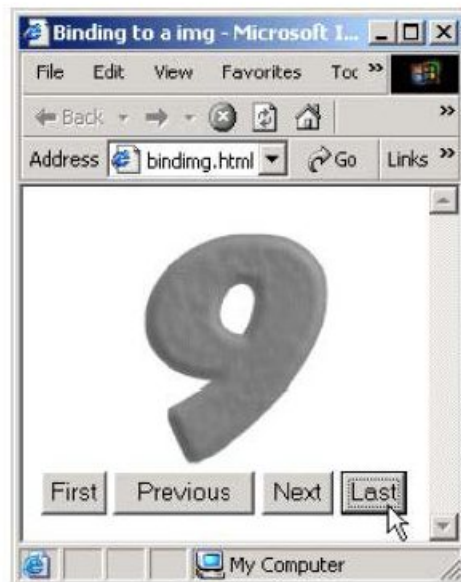 Binding to a img - Microsoft I...
File Edit View Favorites Toc »
Back »
Address bindimg.html Go Links »
9
First Previous Next Last
My Computer